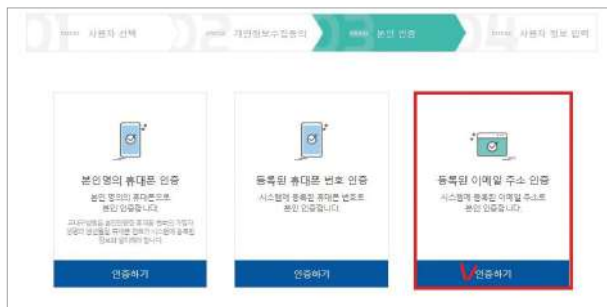 01 사용자 선택
02 개인정보수집동의
03 본인 인증
04 사용자 정보 입력
본인명의 휴대폰 인증
본인 명의의 휴대폰으로
본인 인증합니다.
등록된 휴대폰 번호 인증
시스템에 등록된 휴대폰 번호로
본인 인증합니다.
등록된 이메일 주소 인증
시스템에 등록된 이메일 주소로
본인 인증합니다.
인증하기
인증하기
V 인증하기